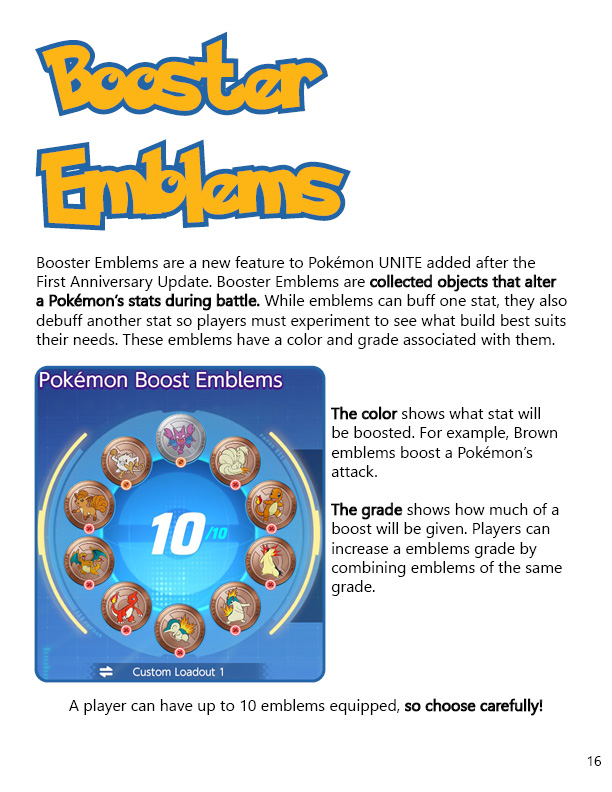 Booster
Emblems
Booster Emblems are a new feature to Pokémon UNITE added after the
First Anniversary Update. Booster Emblems are collected objects that alter
a Pokémon's stats during battle. While emblems can buff one stat, they also
debuff another stat so players must experiment to see what build best suits
their needs. These emblems have a color and grade associated with them.
Pokémon Boost Emblems
10/10
Custom Loadout 1
The color shows what stat will
be boosted. For example, Brown
emblems boost a Pokémon's
attack.
The grade shows how much of a
boost will be given. Players can
increase a emblems grade by
combining emblems of the same
grade.
A player can have up to 10 emblems equipped, so choose carefully!
16